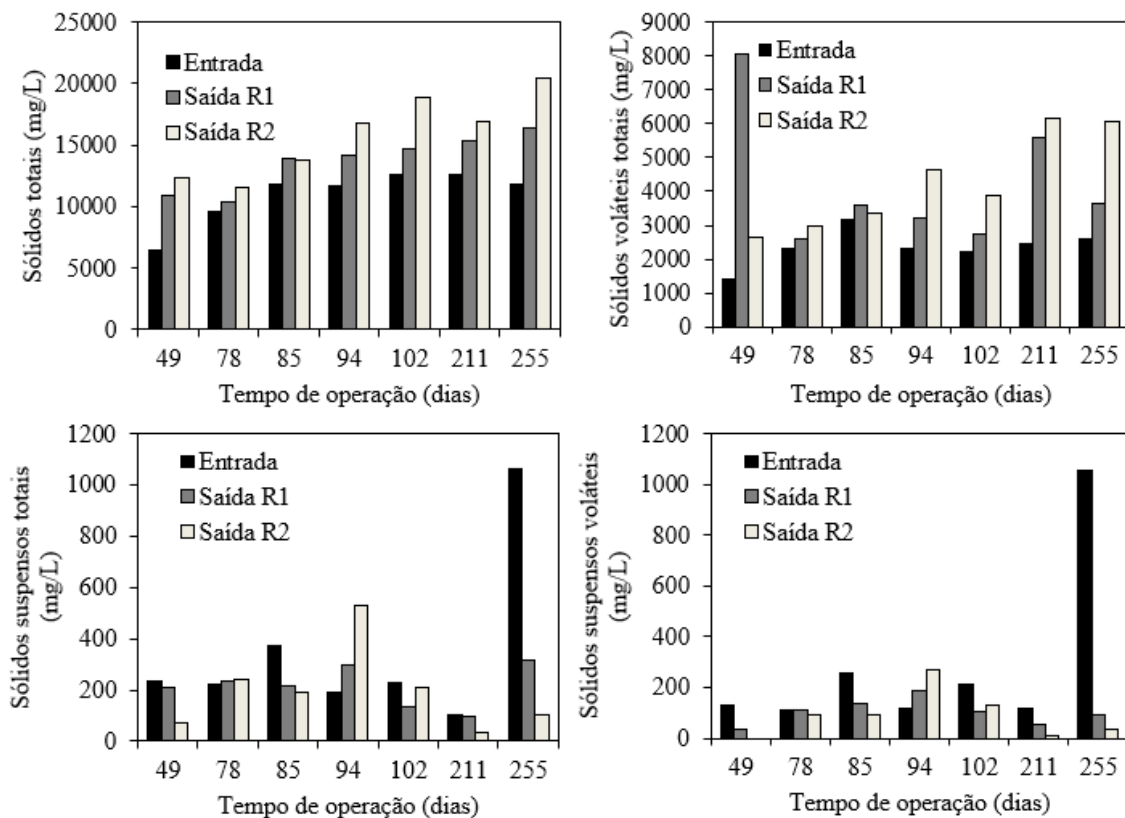 Sólidos totais (mg/L)
25000
20000
15000
10000
5000
0
Entrada
Saída R1
Saída R2
49 78 85 94 102 211 255
Tempo de operação (dias)
Sólidos voláteis totais (mg/L)
9000
8000
7000
6000
5000
4000
3000
2000
1000
0
Entrada
Saída R1
Saída R2
49 78 85 94 102 211 255
Tempo de operação (dias)
Sólidos suspensos totais
(mg/L)
1200
1000
800
600
400
200
0
Entrada
Saída R1
Saída R2
49 78 85 94 102 211 255
Tempo de operação (dias)
Sólidos suspensos voláteis
(mg/L)
1200
1000
800
600
400
200
0
Entrada
Saída R1
Saída R2
49 78 85 94 102 211 255
Tempo de operação (dias)